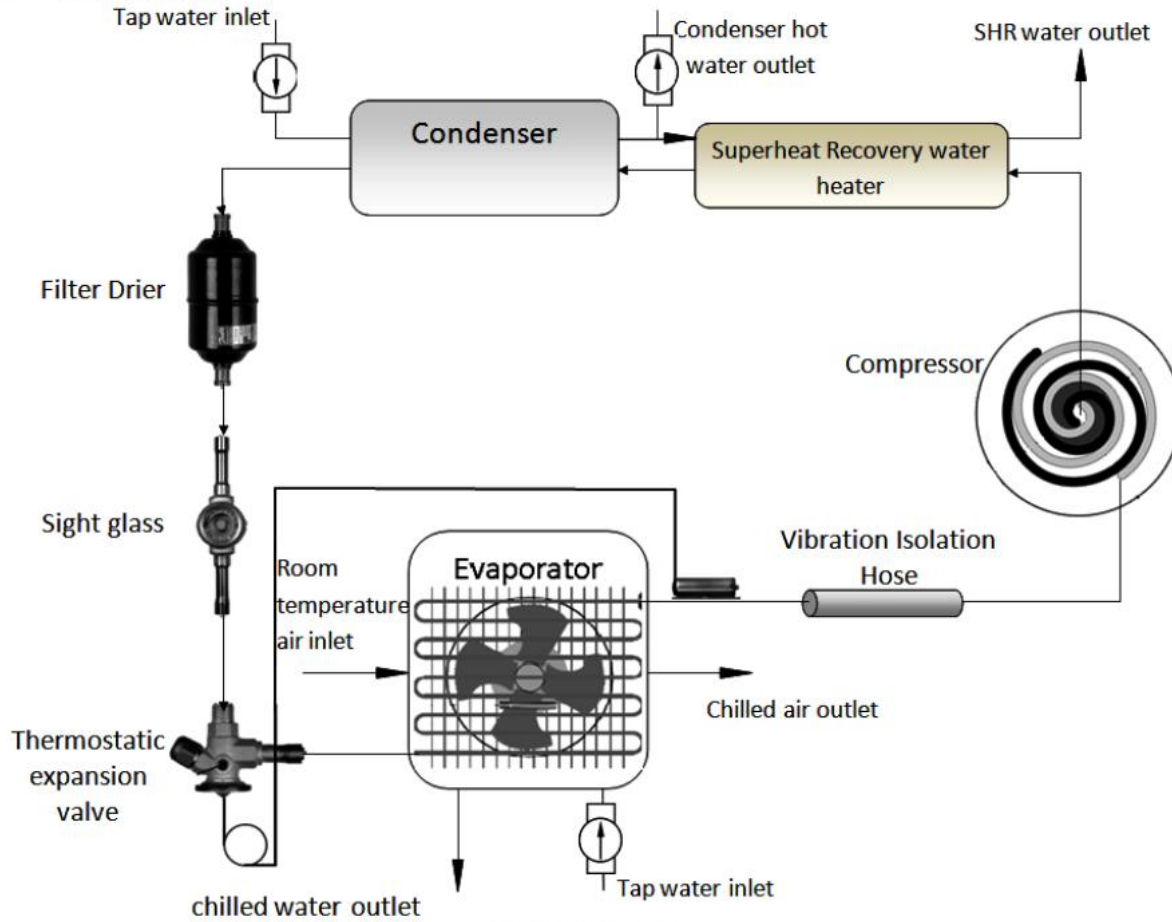 Tap water inlet
Condenser hot
water outlet
SHR water outlet
Condenser
Superheat Recovery water
heater
Filter Drier
Compressor
Sight glass
Vibration Isolation
Hose
Evaporator
Room
temperature
air inlet
Chilled air outlet
Thermostatic
expansion
valve
Tap water inlet
chilled water outlet